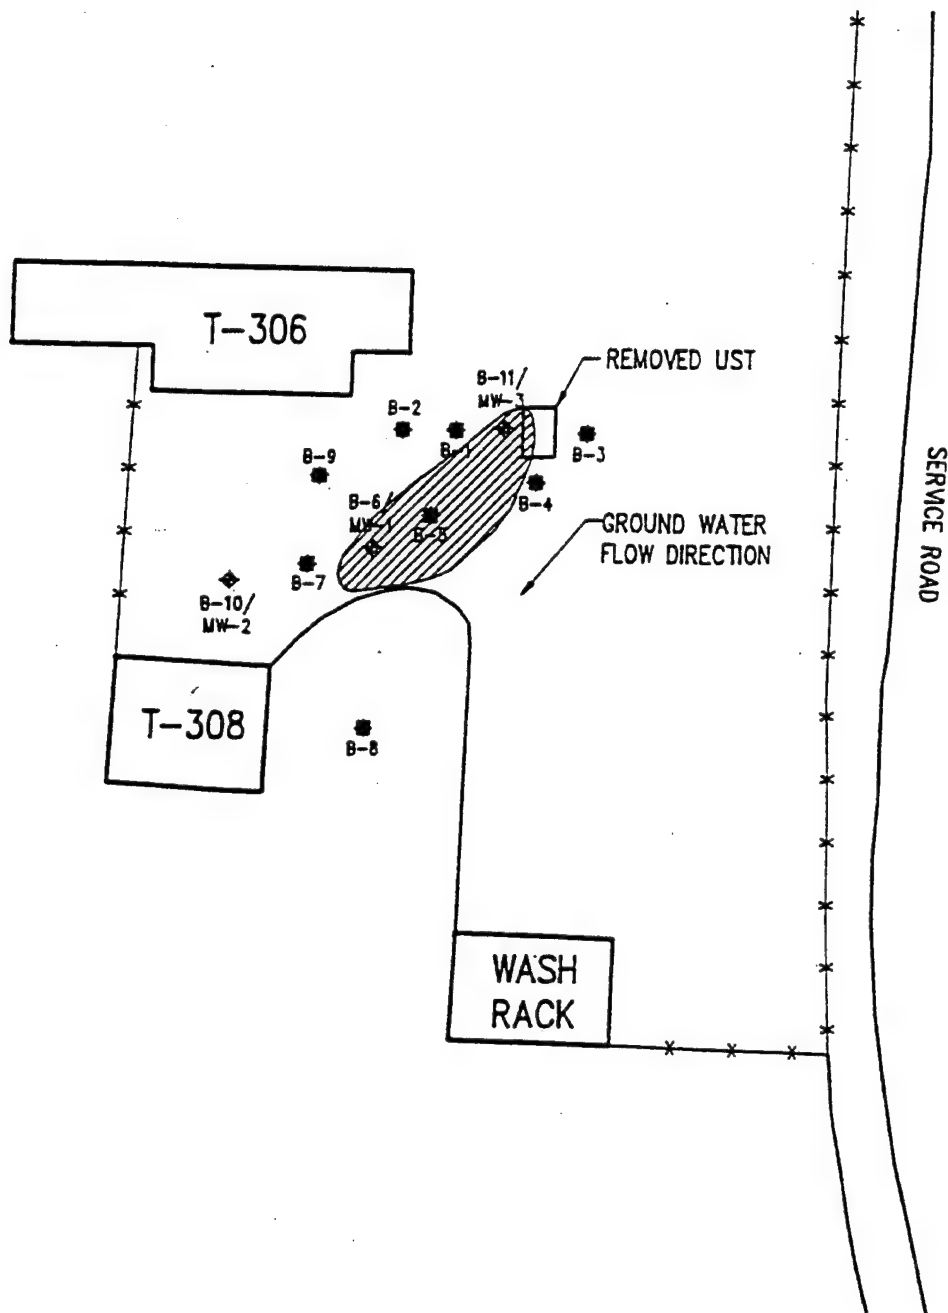 T-306
REMOVED UST
B-11/
MW-3
B-2
B-1
B-3
B-9
B-4
B-6/
MW-1
B-5
GROUND WATER
FLOW DIRECTION
SERVICE ROAD
B-7
B-10/
MW-2
T-308
B-8
WASH
RACK